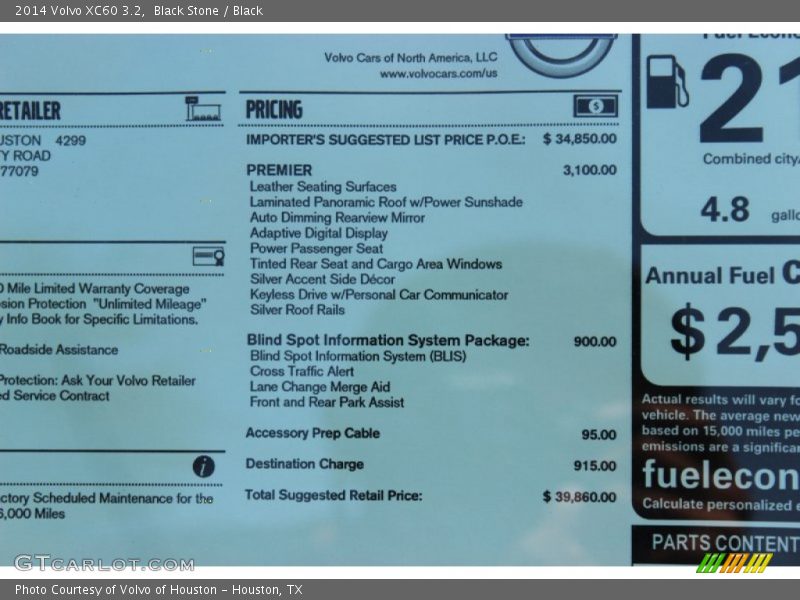 2014 Volvo XC60 3.2, Black Stone / Black
Volvo Cars of North America, LLC
www.volvocars.com/us
RETAILER
USTON 4299
TY ROAD
77079
0 Mile Limited Warranty Coverage
osion Protection "Unlimited Mileage"
y Info Book for Specific Limitations.
Roadside Assistance
Protection: Ask Your Volvo Retailer
ed Service Contract
ctory Scheduled Maintenance for the
6,000 Miles
PRICING
IMPORTER'S SUGGESTED LIST PRICE P.O.E.: $ 34,850.00
PREMIER 3,100.00
Leather Seating Surfaces
Laminated Panoramic Roof w/Power Sunshade
Auto Dimming Rearview Mirror
Adaptive Digital Display
Power Passenger Seat
Tinted Rear Seat and Cargo Area Windows
Silver Accent Side Décor
Keyless Drive w/Personal Car Communicator
Silver Roof Rails
Blind Spot Information System Package: 900.00
Blind Spot Information System (BLIS)
Cross Traffic Alert
Lane Change Merge Aid
Front and Rear Park Assist
Accessory Prep Cable 95.00
Destination Charge 915.00
Total Suggested Retail Price: $ 39,860.00
Fuel Econo
21
Combined city/
4.8 gallo
Annual Fuel C
$2,5
Actual results will vary fo
vehicle. The average new
based on 15,000 miles pe
emissions are a significan
fuelecon
Calculate personalized e
PARTS CONTENT
GTCARLOT.COM
Photo Courtesy of Volvo of Houston - Houston, TX